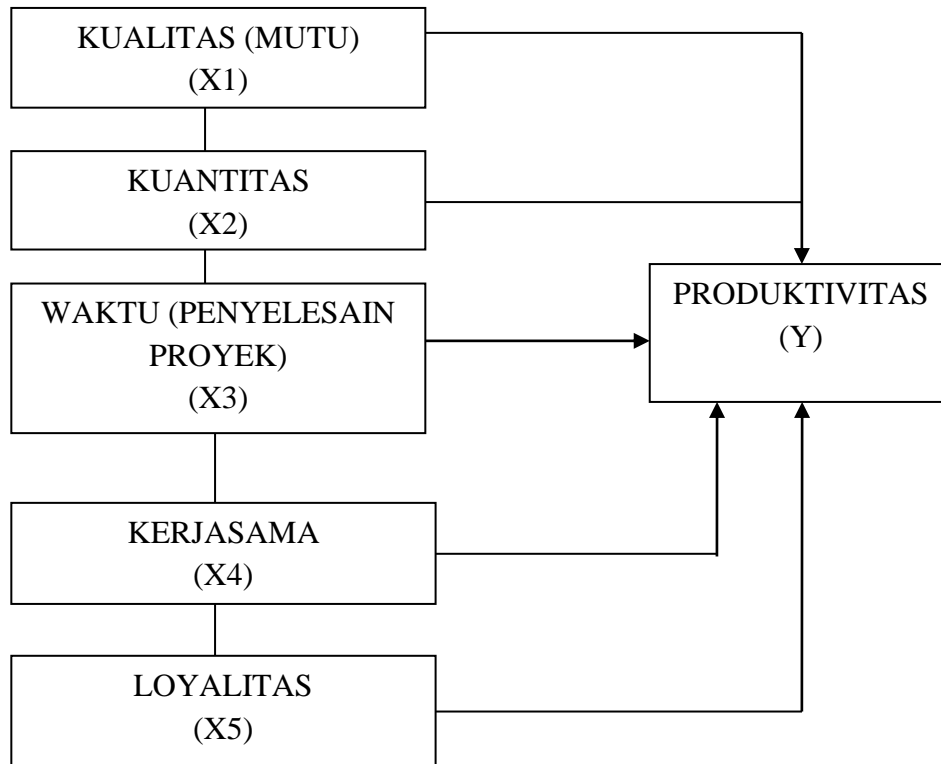 KUALITAS (MUTU)
(X1)
KUANTITAS
(X2)
WAKTU (PENYELESAIN
PROYEK)
(X3)
KERJASAMA
(X4)
LOYALITAS
(X5)
PRODUKTIVITAS
(Y)